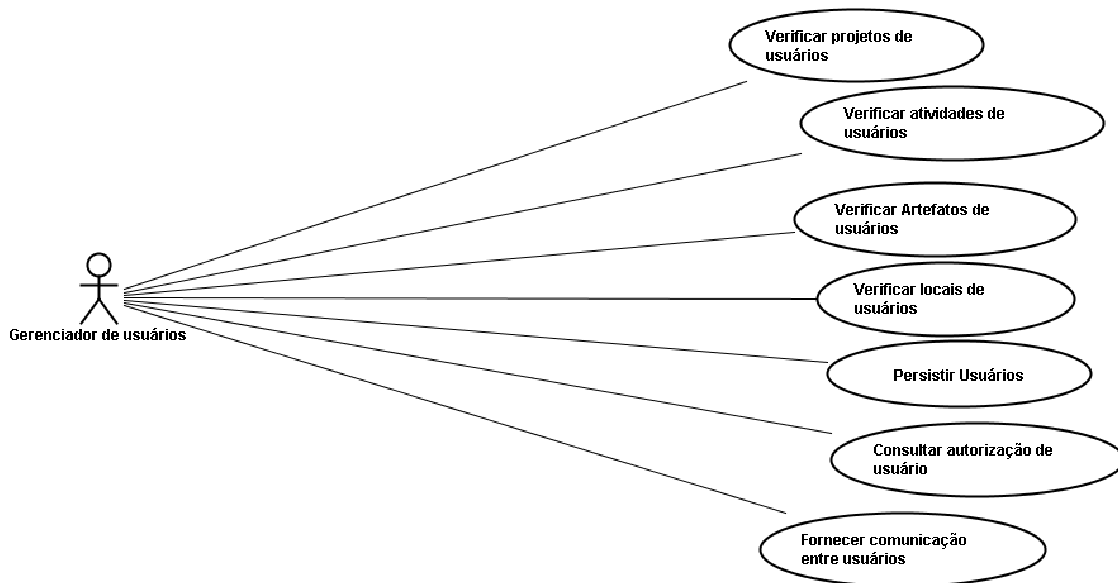 Verificar projetos de
usuários
Verificar atividades de
usuários
Verificar Artefatos de
usuários
Verificar locais de
usuários
Gerenciador de usuários
Persistir Usuários
Consultar autorização de
usuário
Fornecer comunicação
entre usuários